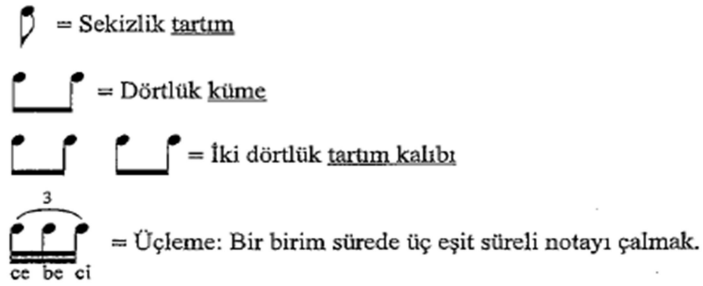 = Sekizlik tartım
= Dörtlük küme
= İki dörtlük tartım kalıbı
3
= Üçleme: Bir birim sürede üç eşit süreli notayı çalmak.
ce be ci